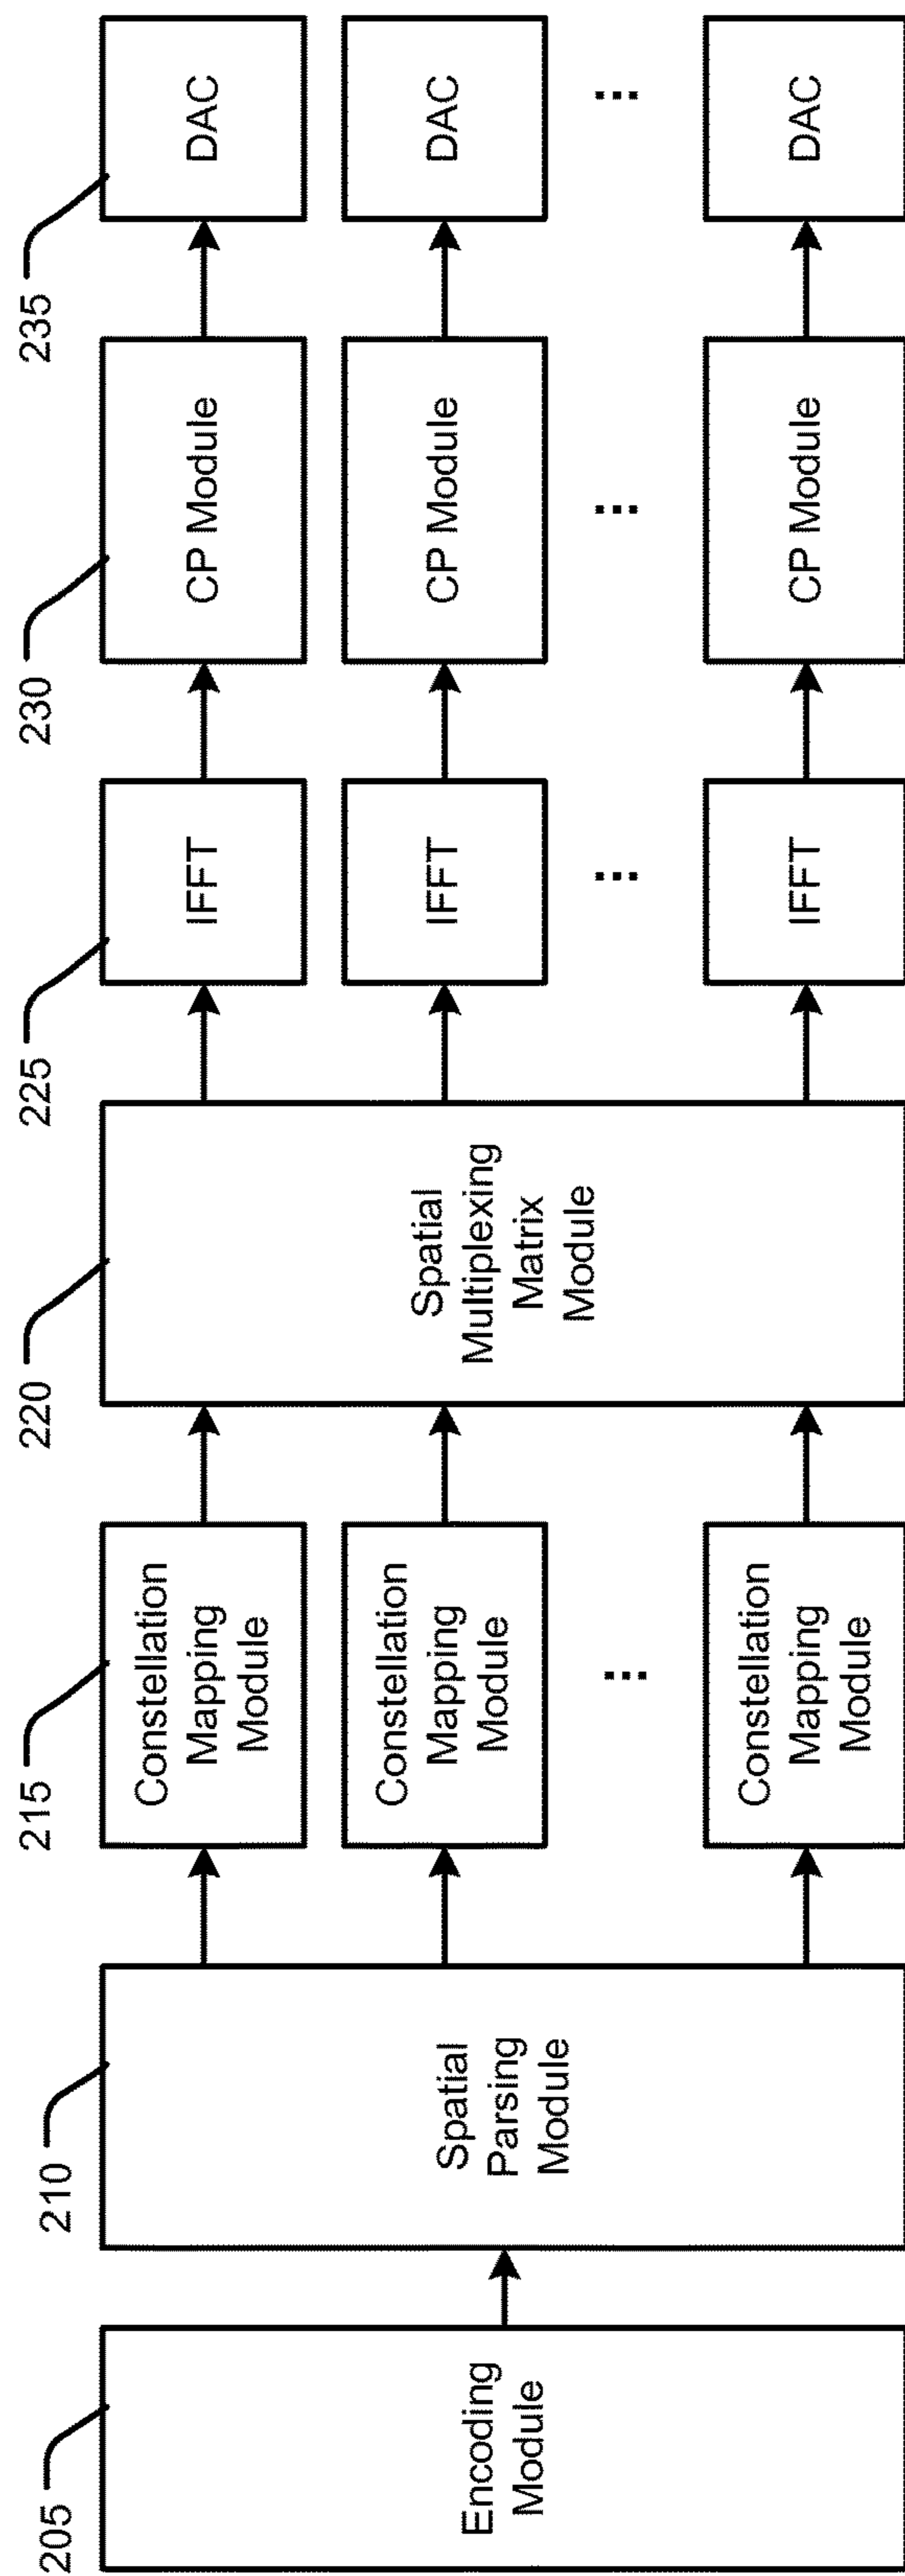 205
Encoding
Module
210
Spatial
Parsing
Module
215
Constellation
Mapping
Module
Constellation
Mapping
Module
...
Constellation
Mapping
Module
220
Spatial
Multiplexing
Matrix
Module
225
IFFT
IFFT
...
IFFT
230
CP Module
CP Module
...
CP Module
235
DAC
DAC
...
DAC